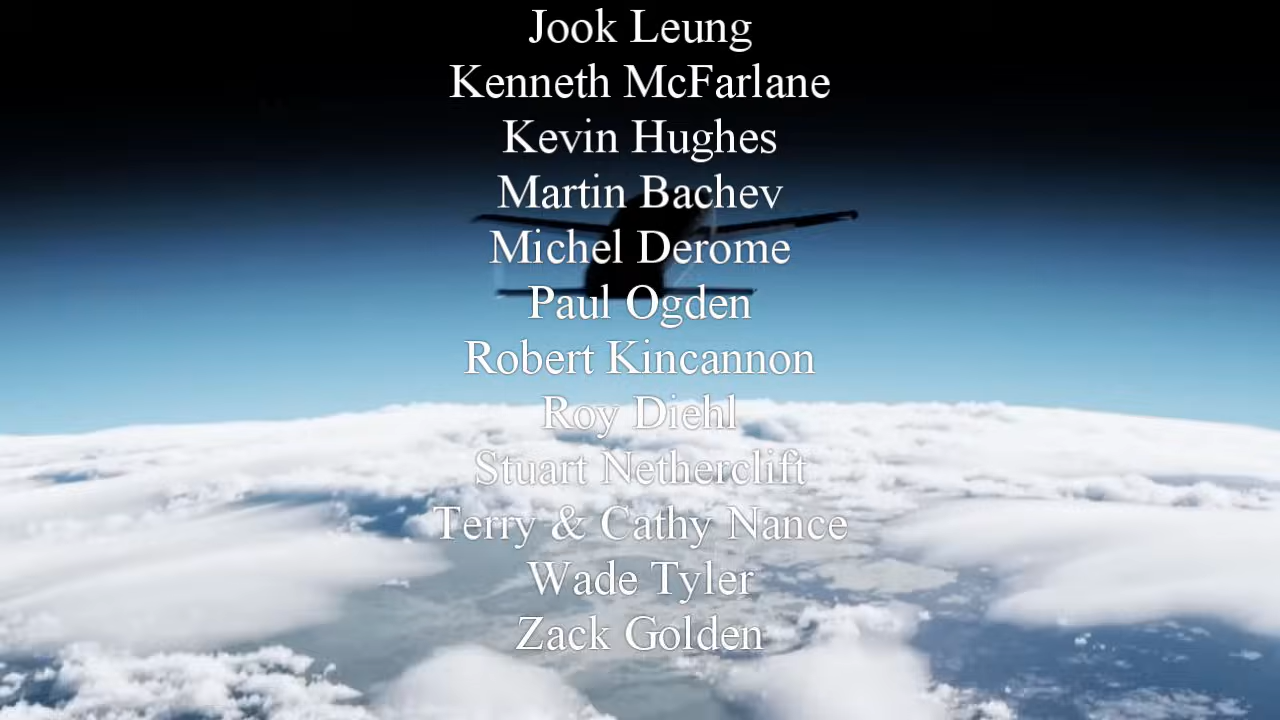 Jook Leung
Kenneth McFarlane
Kevin Hughes
Martin Bachev
Michel Derome
Paul Ogden
Robert Kincannon
Roy Diehl
Stuart Netherclift
Terry & Cathy Nance
Wade Tyler
Zack Golden